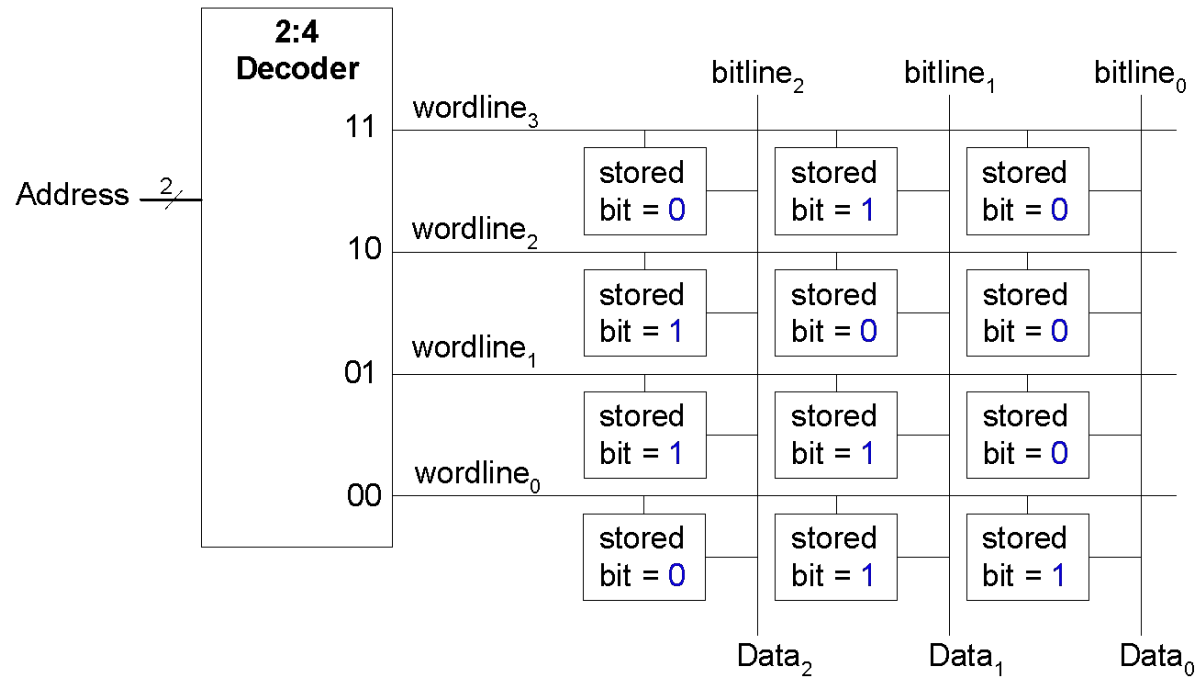 2:4
Decoder
bitline₂ bitline₁ bitline₀
wordline₃
11
stored stored stored
bit = 0 bit = 1 bit = 0
Address 2
wordline₂
10
stored stored stored
bit = 1 bit = 0 bit = 0
wordline₁
01
stored stored stored
bit = 1 bit = 1 bit = 0
wordline₀
00
stored stored stored
bit = 0 bit = 1 bit = 1
Data₂ Data₁ Data₀